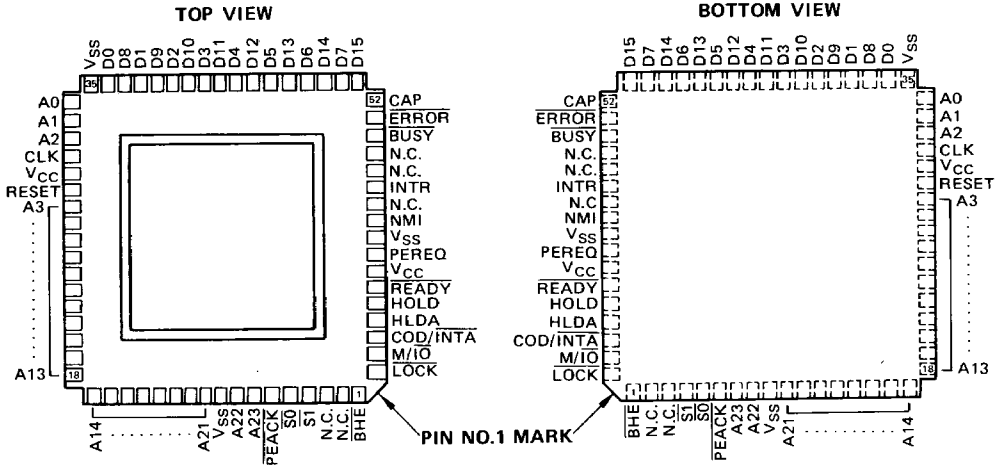 TOP VIEW
VSS D0 D8 D1 D9 D2 D10 D3 D11 D4 D12 D5 D13 D6 D14 D7 D15
35
52
18
1
A0
A1
A2
CLK
VCC
RESET
A3
A13
CAP
ERROR
BUSY
N.C.
N.C.
INTR
N.C.
NMI
VSS
PEREQ
VCC
READY
HOLD
HLDA
COD/INTA
M/IO
LOCK
A14 A21 VSS A22 A23 PEACK S0 S1 N.C. N.C. BHE
PIN NO.1 MARK
BOTTOM VIEW
D15 D7 D14 D6 D13 D5 D12 D4 D11 D3 D10 D2 D9 D1 D8 D0 VSS
52
35
18
1
CAP
ERROR
BUSY
N.C.
N.C.
INTR
N.C
NMI
VSS
PEREQ
VCC
READY
HOLD
HLDA
COD/INTA
M/IO
LOCK
A0
A1
A2
CLK
VCC
RESET
A3
A13
BHE N.C. N.C. S1 S0 PEACK A23 A22 VSS A21 A14